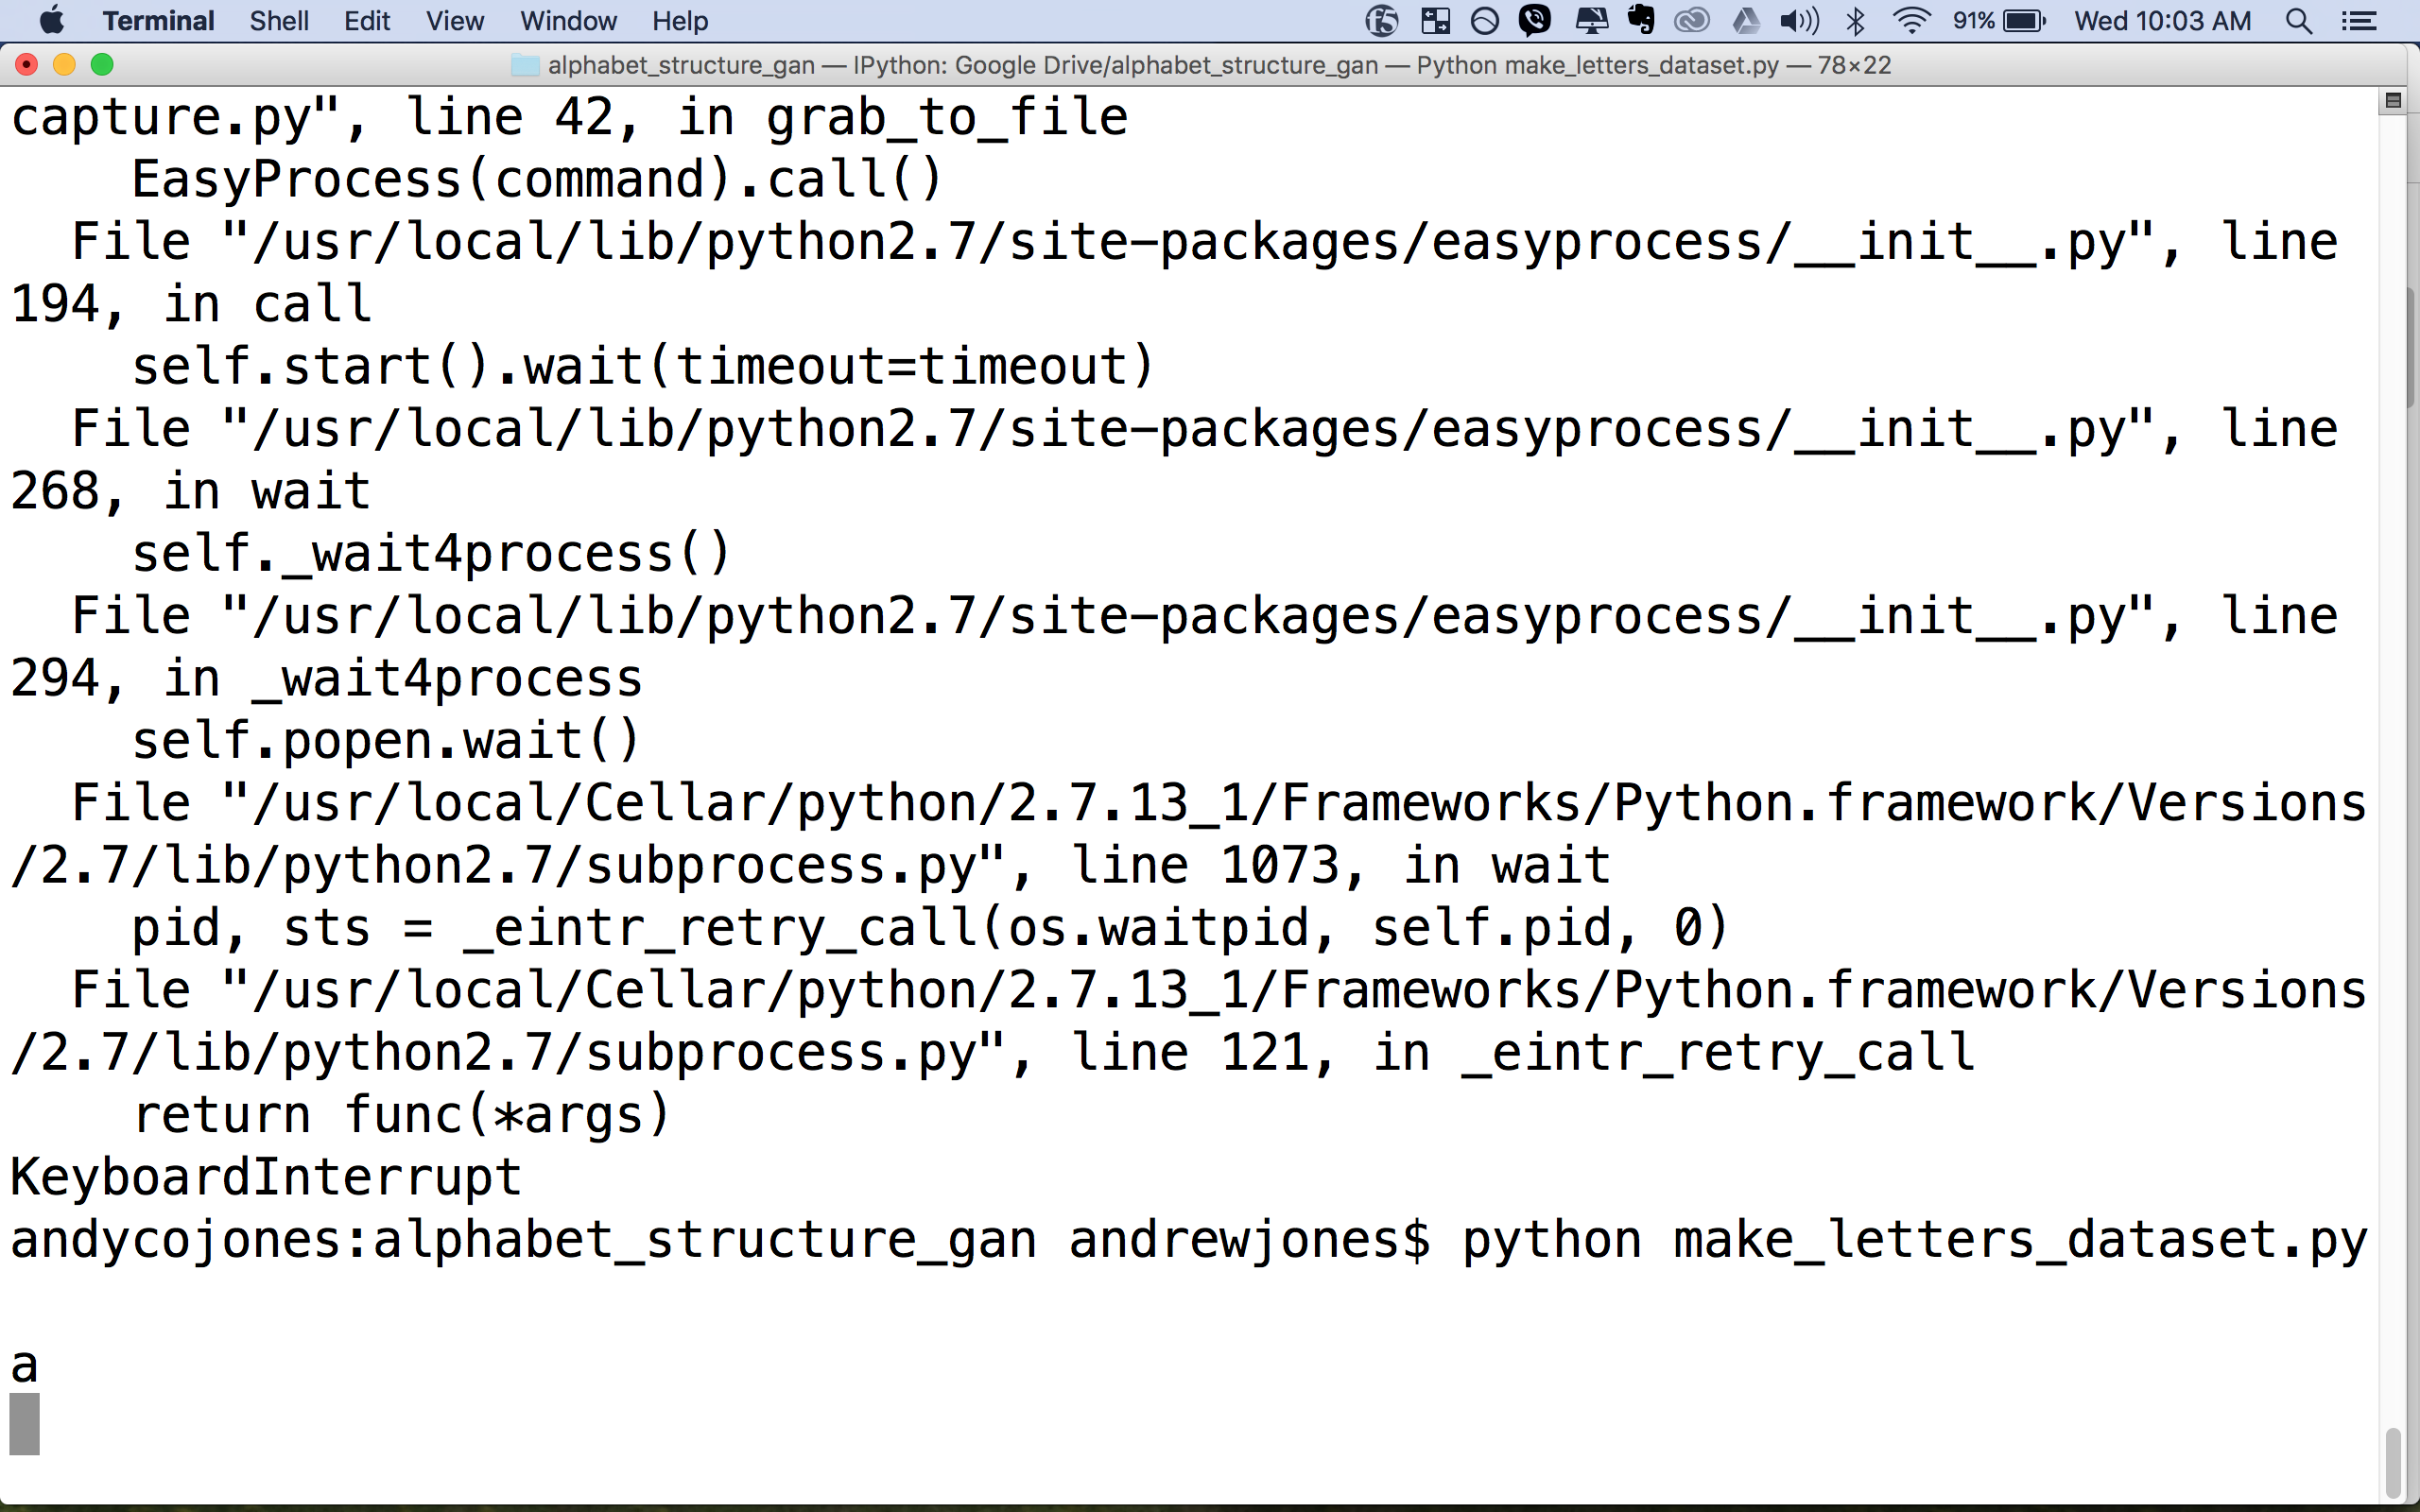 Terminal Shell Edit View Window Help 91% Wed 10:03 AM
alphabet_structure_gan — IPython: Google Drive/alphabet_structure_gan — Python make_letters_dataset.py — 78×22
capture.py", line 42, in grab_to_file
    EasyProcess(command).call()
  File "/usr/local/lib/python2.7/site-packages/easyprocess/__init__.py", line
194, in call
    self.start().wait(timeout=timeout)
  File "/usr/local/lib/python2.7/site-packages/easyprocess/__init__.py", line
268, in wait
    self._wait4process()
  File "/usr/local/lib/python2.7/site-packages/easyprocess/__init__.py", line
294, in _wait4process
    self.popen.wait()
  File "/usr/local/Cellar/python/2.7.13_1/Frameworks/Python.framework/Versions
/2.7/lib/python2.7/subprocess.py", line 1073, in wait
    pid, sts = _eintr_retry_call(os.waitpid, self.pid, 0)
  File "/usr/local/Cellar/python/2.7.13_1/Frameworks/Python.framework/Versions
/2.7/lib/python2.7/subprocess.py", line 121, in _eintr_retry_call
    return func(*args)
KeyboardInterrupt
andycojones:alphabet_structure_gan andrewjones$ python make_letters_dataset.py
a